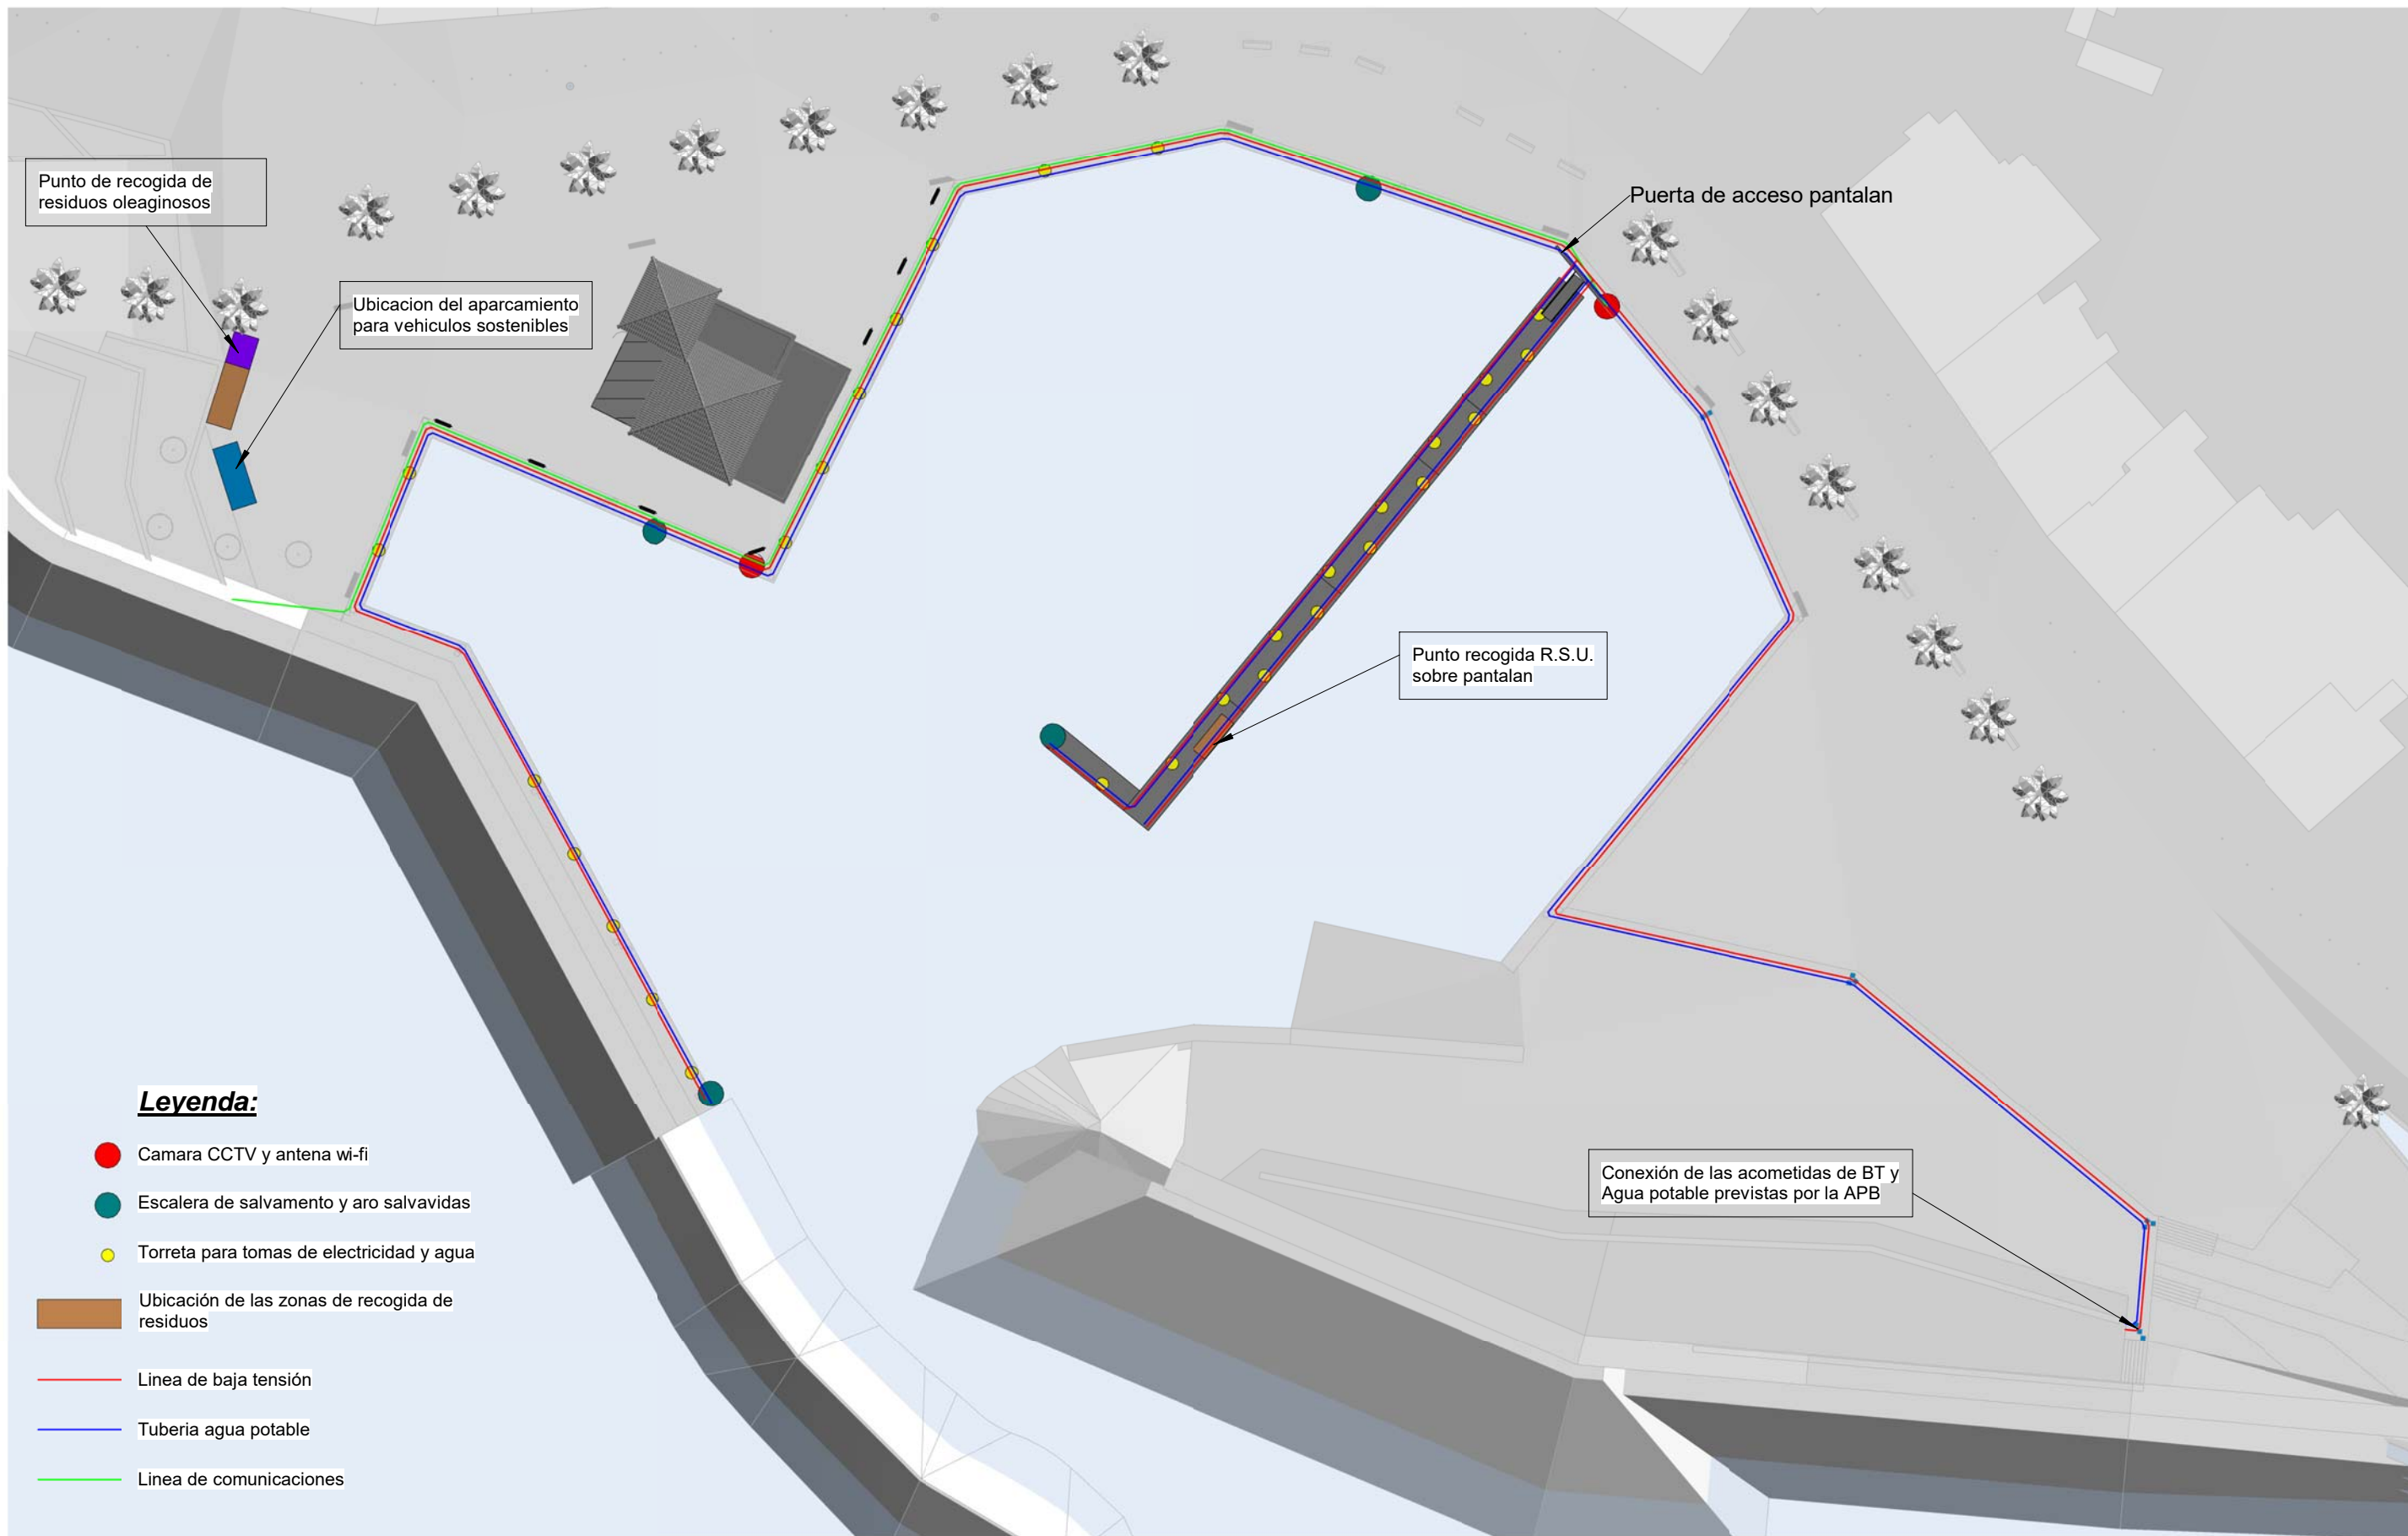 Punto de recogida de
residuos oleaginosos
Ubicacion del aparcamiento
para vehiculos sostenibles
Puerta de acceso pantalan
Punto recogida R.S.U.
sobre pantalan
Conexión de las acometidas de BT y
Agua potable previstas por la APB
Leyenda:
Camara CCTV y antena wi-fi
Escalera de salvamento y aro salvavidas
Torreta para tomas de electricidad y agua
Ubicación de las zonas de recogida de
residuos
Linea de baja tensión
Tuberia agua potable
Linea de comunicaciones